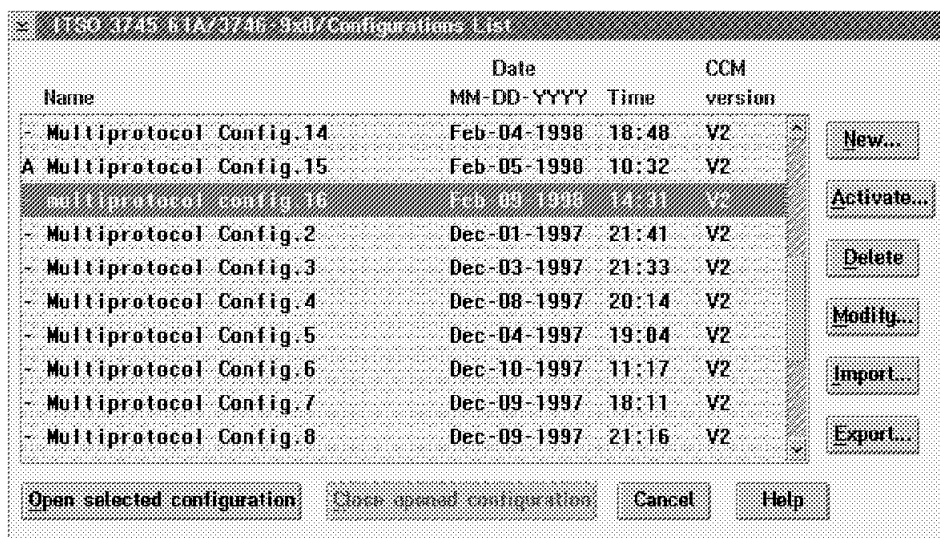 ITSO 3745 61A/3746-9x0/Configurations List
Date CCM
Name MM-DD-YYYY Time version
- Multiprotocol Config.14 Feb-04-1998 18:48 V2
A Multiprotocol Config.15 Feb-05-1998 10:32 V2
multiprotocol config.16 Feb 09 1998 14:31 V2
- Multiprotocol Config.2 Dec-01-1997 21:41 V2
- Multiprotocol Config.3 Dec-03-1997 21:33 V2
- Multiprotocol Config.4 Dec-08-1997 20:14 V2
- Multiprotocol Config.5 Dec-04-1997 19:04 V2
- Multiprotocol Config.6 Dec-10-1997 11:17 V2
- Multiprotocol Config.7 Dec-09-1997 18:11 V2
- Multiprotocol Config.8 Dec-09-1997 21:16 V2
New...
Activate...
Delete
Modify...
Import...
Export...
Open selected configuration Close opened configuration Cancel Help